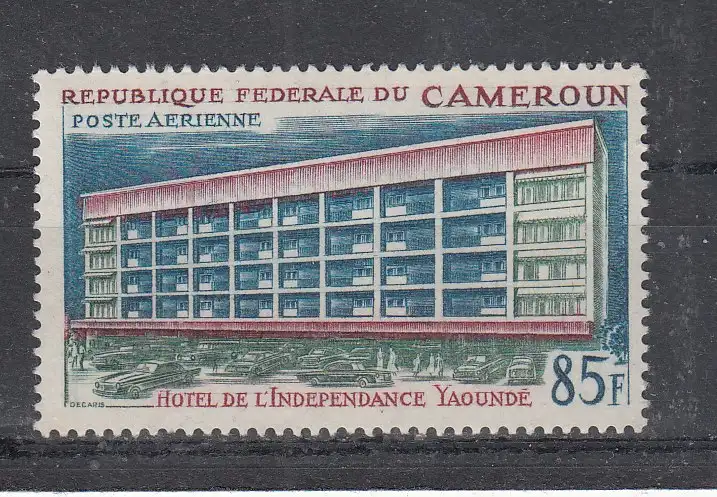 REPUBLIQUE FEDERALE DU CAMEROUN
POSTE AERIENNE
DECARIS
HOTEL DE L'INDEPENDANCE YAOUNDÉ
85F